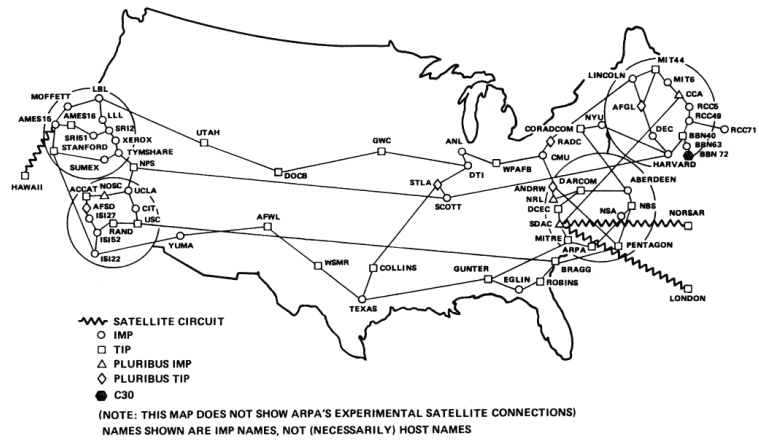 MIT44
LINCOLN
MIT6
CCA
AFGL
RCC5
RCC49
RCC71
NYU
DEC
BBN40
BBN63
BBN 72
CORADCOM
RADC
HARVARD
MOFFETT
LBL
AMES15
AMES16
LLL
SRI2
SRI51
XEROX
STANFORD
TYMSHARE
SUMEX
NPS
HAWAII
UTAH
DOCB
GWC
ANL
DTI
WPAFB
CMU
STLA
SCOTT
ANDRW
DARCOM
ABERDEEN
NRL
DCEC
NSA
NBS
NORSAR
SDAC
MITRE
ARPA
PENTAGON
LONDON
ACCAT
NOSC
UCLA
AFSD
CIT
ISI27
RAND
USC
ISI52
ISI22
YUMA
AFWL
WSMR
COLLINS
TEXAS
GUNTER
EGLIN
ROBINS
BRAGG
SATELLITE CIRCUIT
IMP
TIP
PLURIBUS IMP
PLURIBUS TIP
C30
(NOTE: THIS MAP DOES NOT SHOW ARPA'S EXPERIMENTAL SATELLITE CONNECTIONS)
NAMES SHOWN ARE IMP NAMES, NOT (NECESSARILY) HOST NAMES